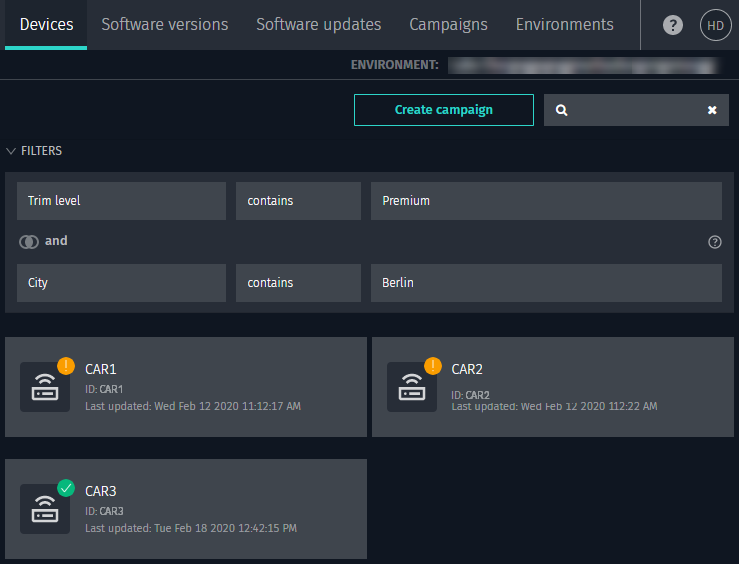 Devices Software versions Software updates Campaigns Environments ? HD
ENVIRONMENT:
Create campaign
FILTERS
Trim level contains Premium
and ?
City contains Berlin
CAR1
ID: CAR1
Last updated: Wed Feb 12 2020 11:12:17 AM
CAR2
ID: CAR2
Last updated: Wed Feb 12 2020 112:22 AM
CAR3
ID: CAR3
Last updated: Tue Feb 18 2020 12:42:15 PM